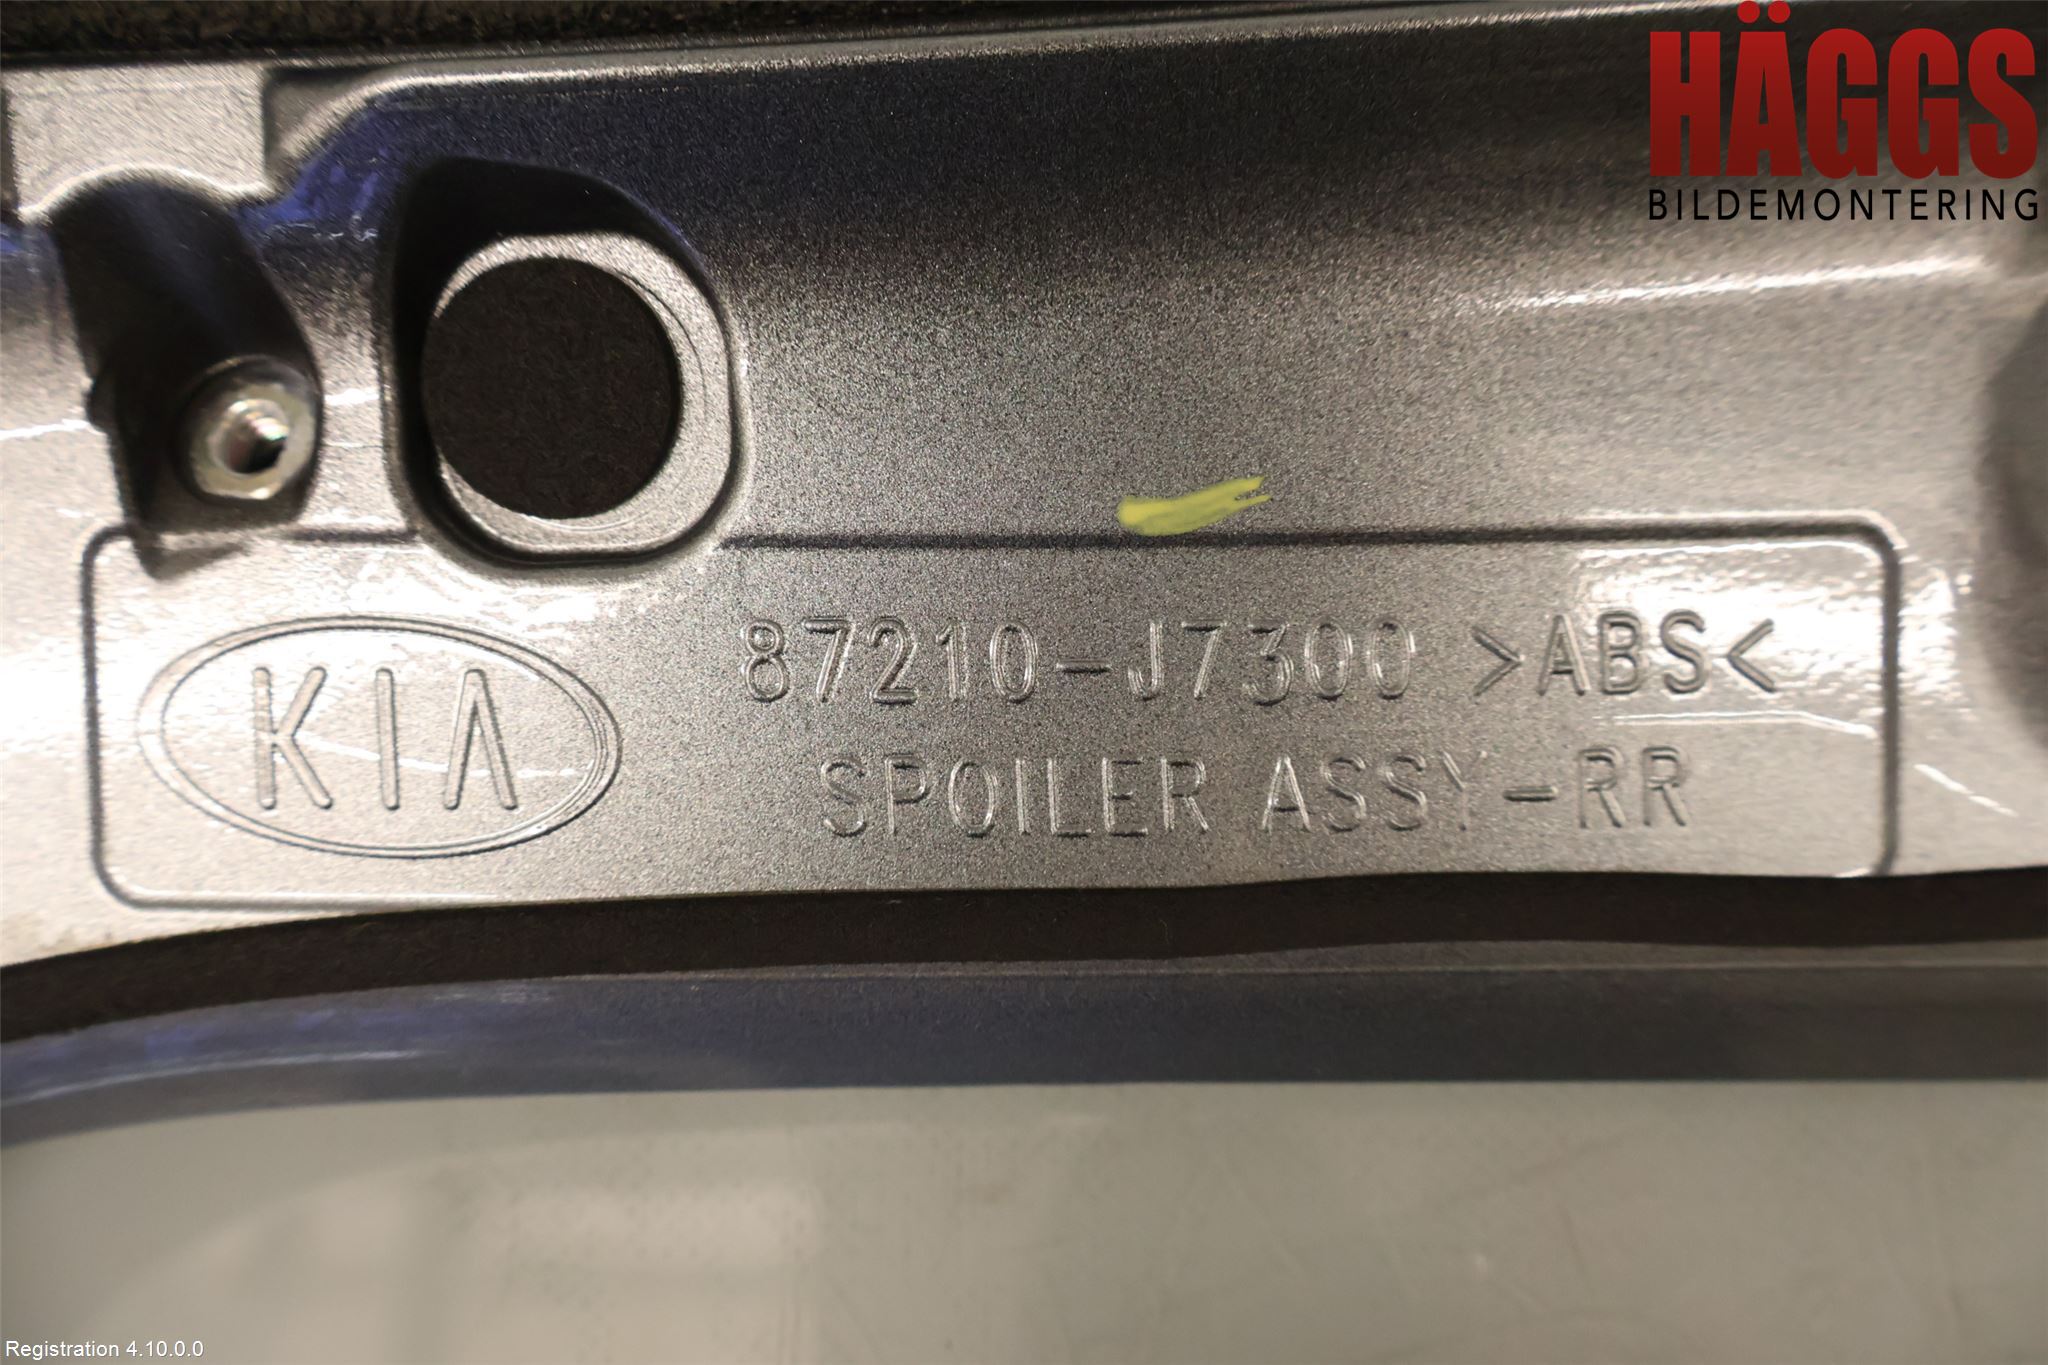 HÄGGS
BILDEMONTERING
KIA
87210-J7300 >ABS<
SPOILER ASSY-RR
Registration 4.10.0.0